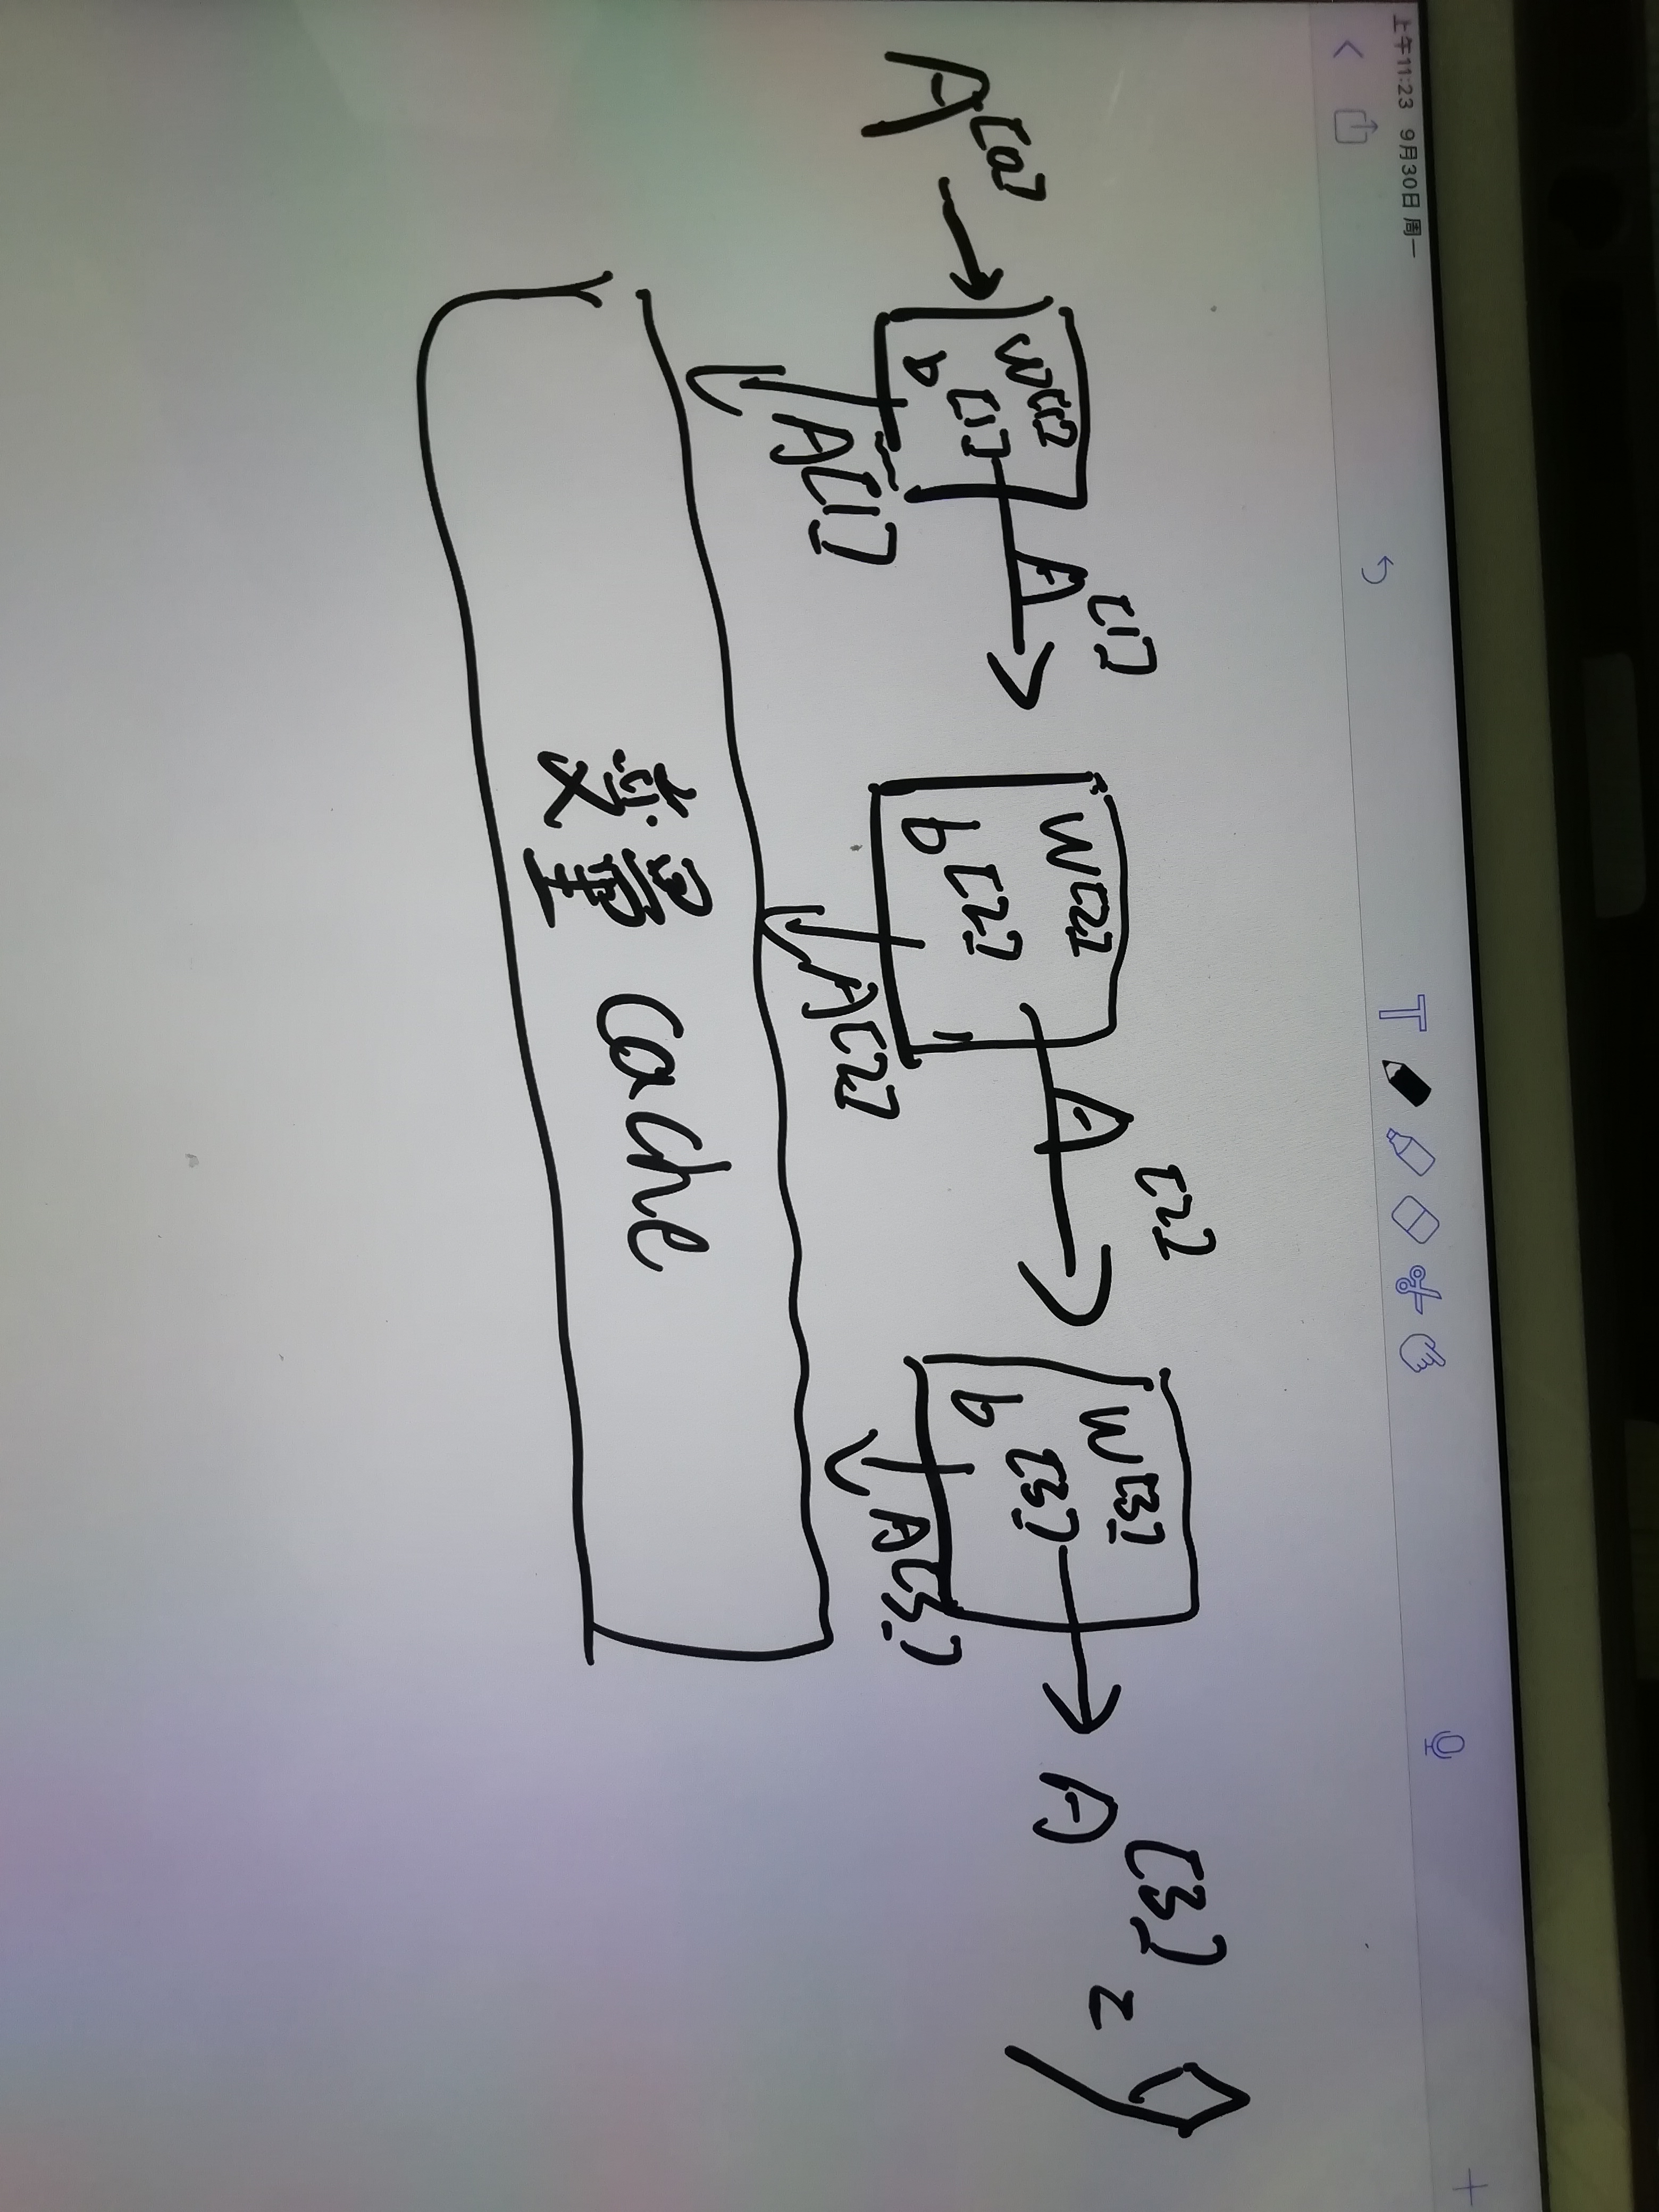 上午11:23 9月30日 周一
T
A[0] W[1] b[1] A[1] W[2] b[2] A[2] W[3] b[3] A[3] = ŷ
A[1] A[2] A[3]
变量 cache